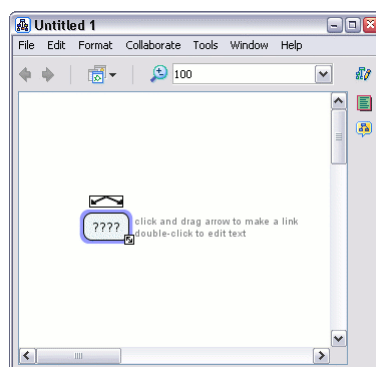 Untitled 1
File Edit Format Collaborate Tools Window Help
100
???? click and drag arrow to make a link
double-click to edit text